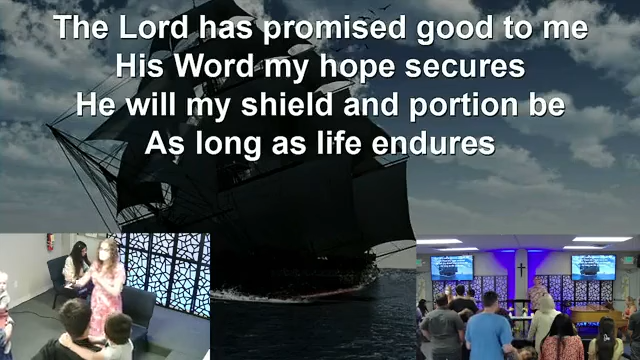 The Lord has promised good to me
His Word my hope secures
He will my shield and portion be
As long as life endures